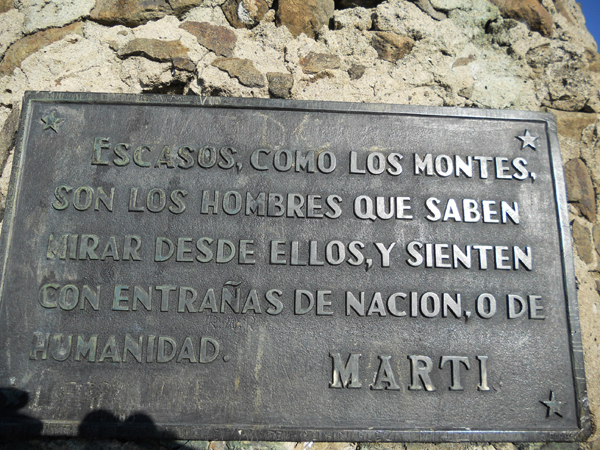 ESCASOS, COMO LOS MONTES,
SON LOS HOMBRES QUE SABEN
MIRAR DESDE ELLOS, Y SIENTEN
CON ENTRAÑAS DE NACION, O DE
HUMANIDAD.
MARTI